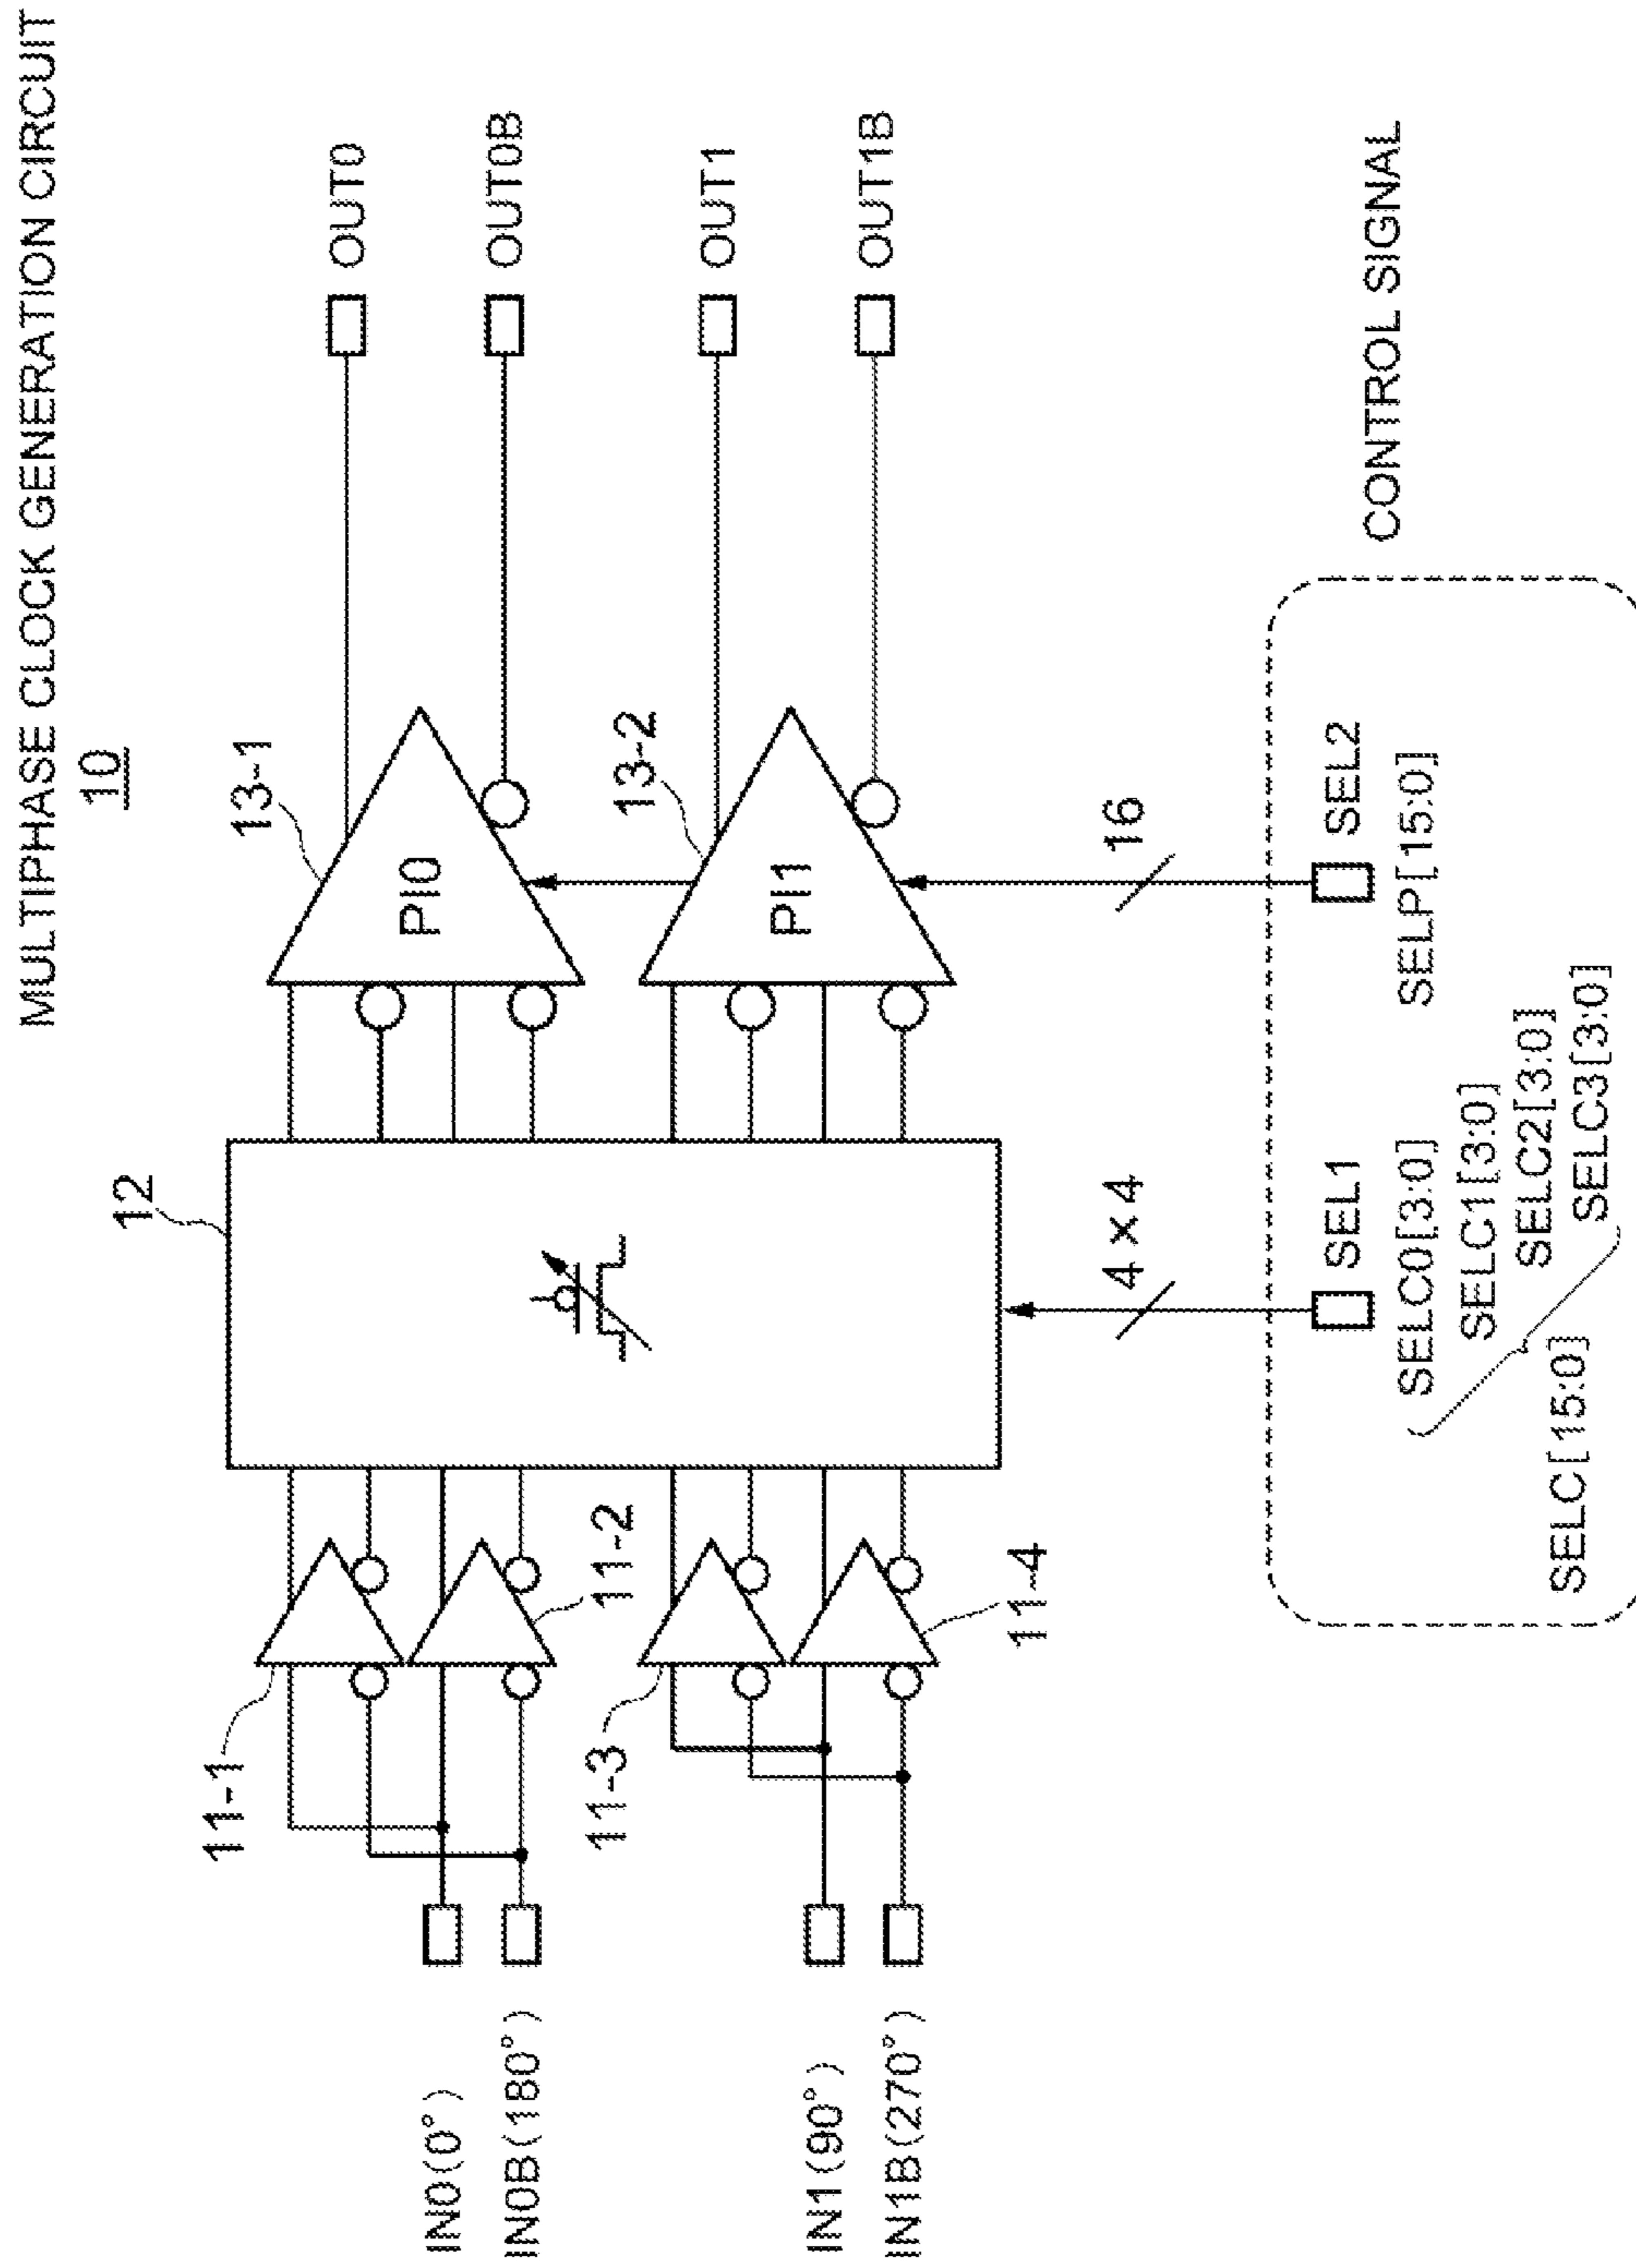 MULTIPHASE CLOCK GENERATION CIRCUIT
10
11-1
11-2
11-3
11-4
12
13-1
13-2
PI0
PI1
IN0(0°)
IN0B(180°)
IN1(90°)
IN1B(270°)
OUT0
OUT0B
OUT1
OUT1B
4×4
16
SEL1
SELC0[3:0]
SELC1[3:0]
SELC2[3:0]
SELC3[3:0]
SELC[15:0]
SEL2
SELP[15:0]
CONTROL SIGNAL